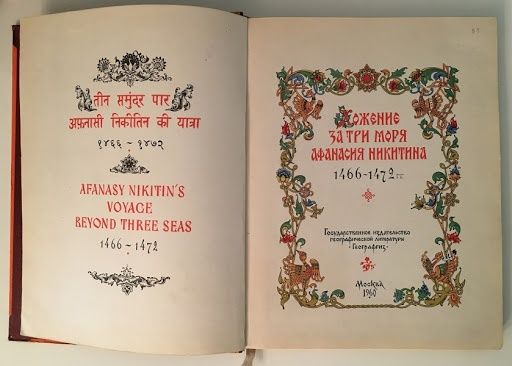 तीन समुंदर पार
अफ़नासी निकीतिन की यात्रा
१४६६ - १४७२
AFANASY NIKITIN'S
VOYAGE
BEYOND THREE SEAS
1466 - 1472
Хожение
за три моря
Афанасия Никитина
1466-1472 гг.
Государственное издательство
географической литературы
"Географгиз"
Москва
1960